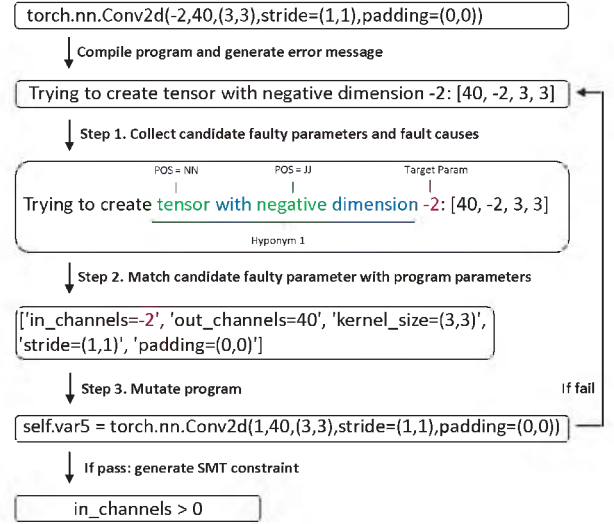 torch.nn.Conv2d(-2,40,(3,3),stride=(1,1),padding=(0,0))
Compile program and generate error message
Trying to create tensor with negative dimension -2: [40, -2, 3, 3]
Step 1. Collect candidate faulty parameters and fault causes
POS = NN POS = JJ Target Param
Trying to create tensor with negative dimension -2: [40, -2, 3, 3]
Hyponym 1
Step 2. Match candidate faulty parameter with program parameters
['in_channels=-2', 'out_channels=40', 'kernel_size=(3,3)',
'stride=(1,1)', 'padding=(0,0)']
Step 3. Mutate program
If fail
self.var5 = torch.nn.Conv2d(1,40,(3,3),stride=(1,1),padding=(0,0))
If pass: generate SMT constraint
in_channels > 0